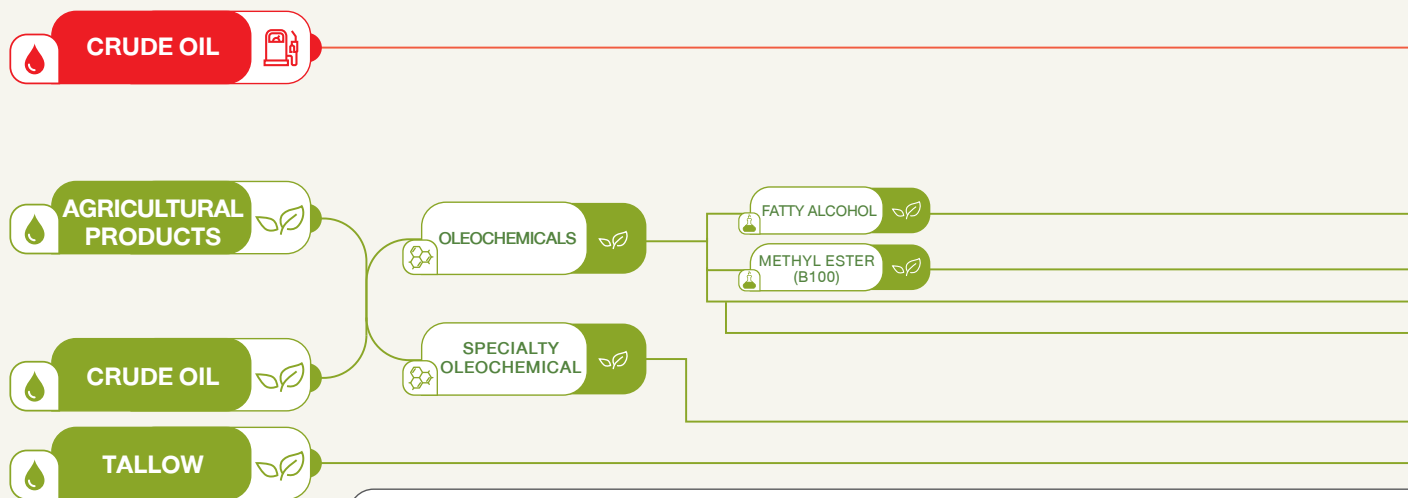 CRUDE OIL
AGRICULTURAL
PRODUCTS
OLEOCHEMICALS
FATTY ALCOHOL
METHYL ESTER
(B100)
SPECIALTY
OLEOCHEMICAL
CRUDE OIL
TALLOW